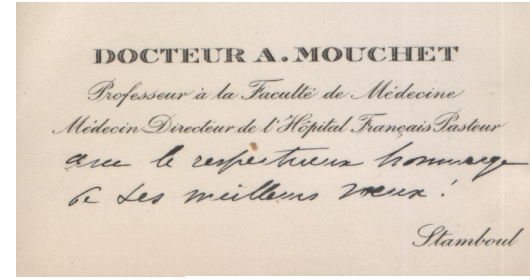 DOCTEUR A. MOUCHET
Professeur à la Faculté de Médecine
Médecin Directeur de l'Hôpital Français Pasteur
avec le respectueux hommage
de ses meilleurs vœux !
Stamboul